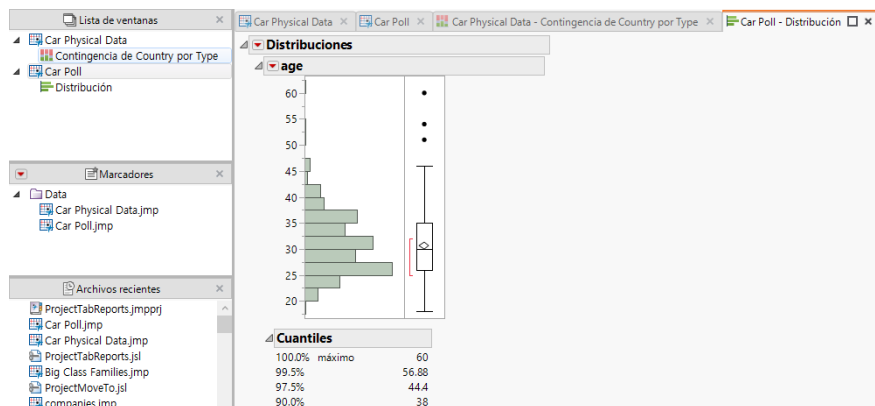 Lista de ventanas
Car Physical Data
Contingencia de Country por Type
Car Poll
Distribución
Marcadores
Data
Car Physical Data.jmp
Car Poll.jmp
Archivos recientes
ProjectTabReports.jmpprj
Car Poll.jmp
Car Physical Data.jmp
ProjectTabReports.jsl
Big Class Families.jmp
ProjectMoveTo.jsl
companies.jmp
Car Physical Data
Car Poll
Car Physical Data - Contingencia de Country por Type
Car Poll - Distribución
Distribuciones
age
60
55
50
45
40
35
30
25
20
Cuantiles
100.0% máximo 60
99.5% 56.88
97.5% 44.4
90.0% 38